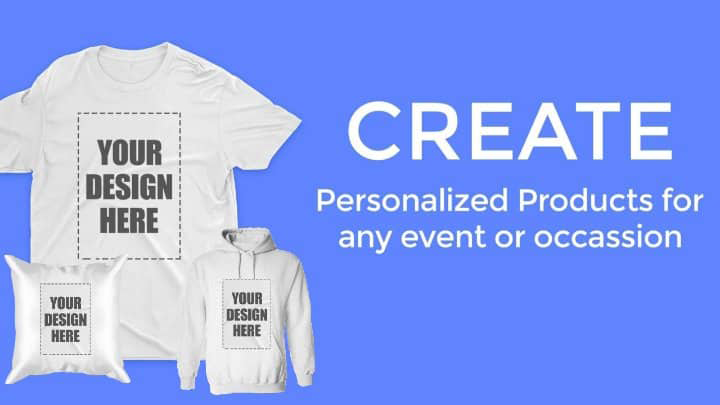 YOUR
DESIGN
HERE
YOUR
DESIGN
HERE
YOUR
DESIGN
HERE
CREATE
Personalized Products for
any event or occassion